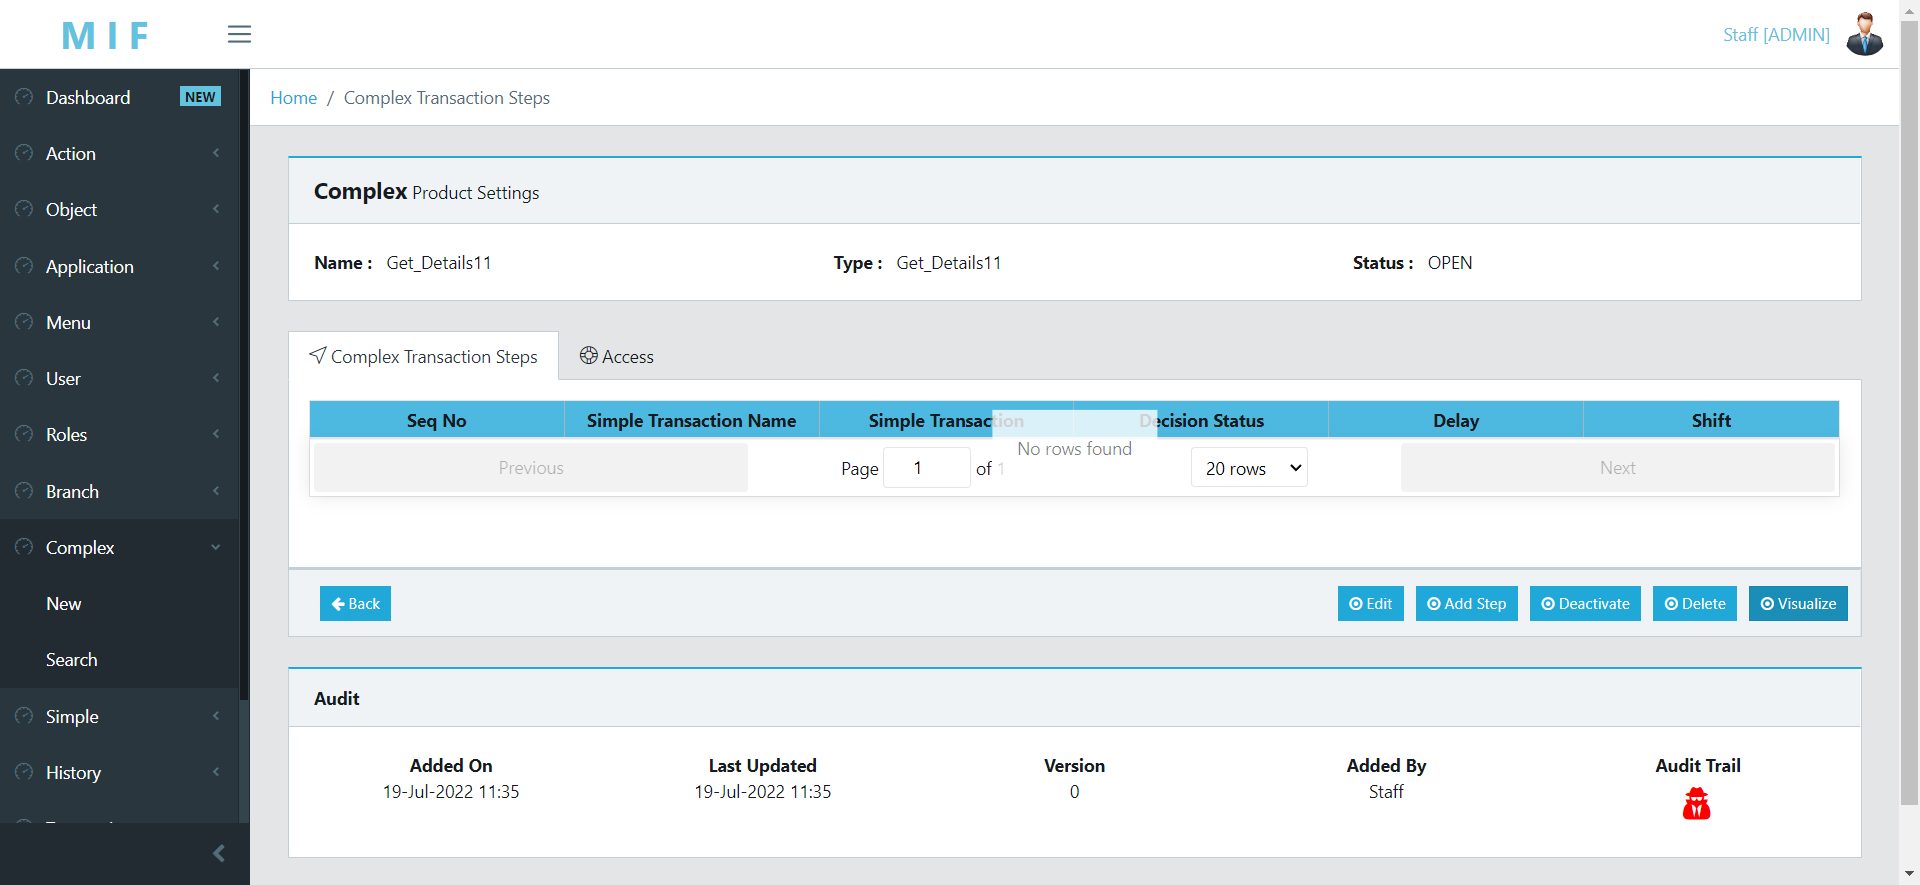 MIF
Staff [ADMIN]
Dashboard NEW
Action
Object
Application
Menu
User
Roles
Branch
Complex
New
Search
Simple
History
Home / Complex Transaction Steps
Complex Product Settings
Name : Get_Details11 Type : Get_Details11 Status : OPEN
Complex Transaction Steps Access
Seq No Simple Transaction Name Simple Transaction Decision Status Delay Shift
No rows found
Previous Page 1 of 1 20 rows Next
Back Edit Add Step Deactivate Delete Visualize
Audit
Added On Last Updated Version Added By Audit Trail
19-Jul-2022 11:35 19-Jul-2022 11:35 0 Staff